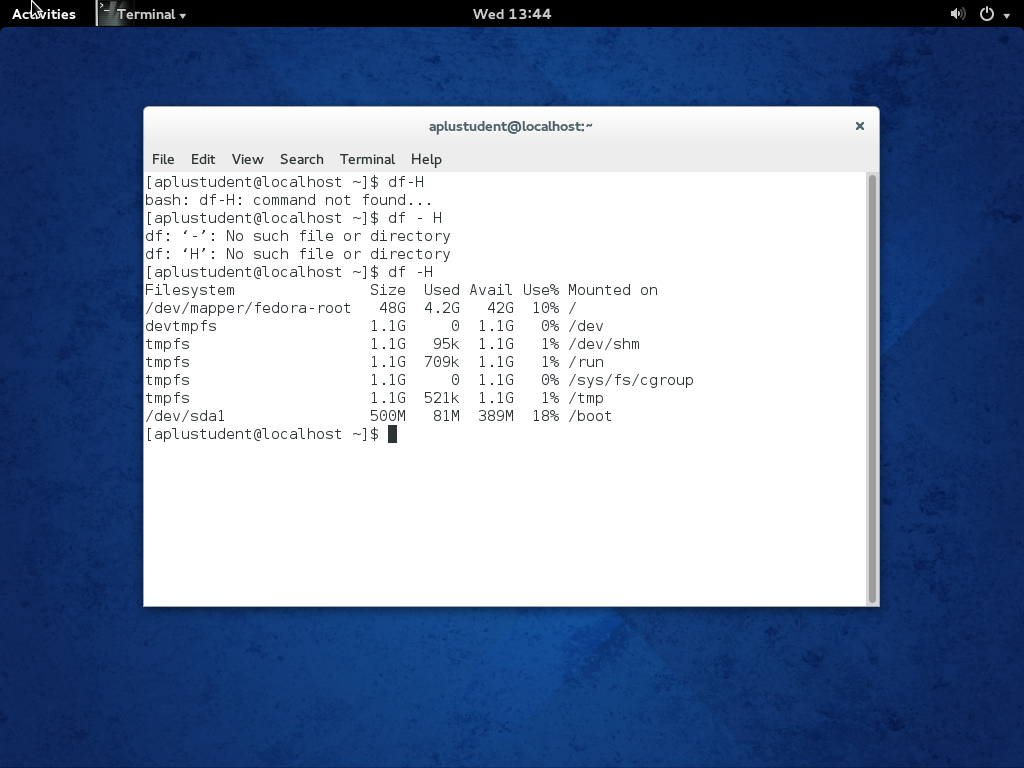 Activities Terminal Wed 13:44
aplustudent@localhost:~
File Edit View Search Terminal Help
[aplustudent@localhost ~]$ df-H
bash: df-H: command not found...
[aplustudent@localhost ~]$ df - H
df: ‘-’: No such file or directory
df: ‘H’: No such file or directory
[aplustudent@localhost ~]$ df -H
Filesystem               Size  Used Avail Use% Mounted on
/dev/mapper/fedora-root   48G  4.2G   42G  10% /
devtmpfs                 1.1G     0  1.1G   0% /dev
tmpfs                    1.1G   95k  1.1G   1% /dev/shm
tmpfs                    1.1G  709k  1.1G   1% /run
tmpfs                    1.1G     0  1.1G   0% /sys/fs/cgroup
tmpfs                    1.1G  521k  1.1G   1% /tmp
/dev/sda1                500M   81M  389M  18% /boot
[aplustudent@localhost ~]$